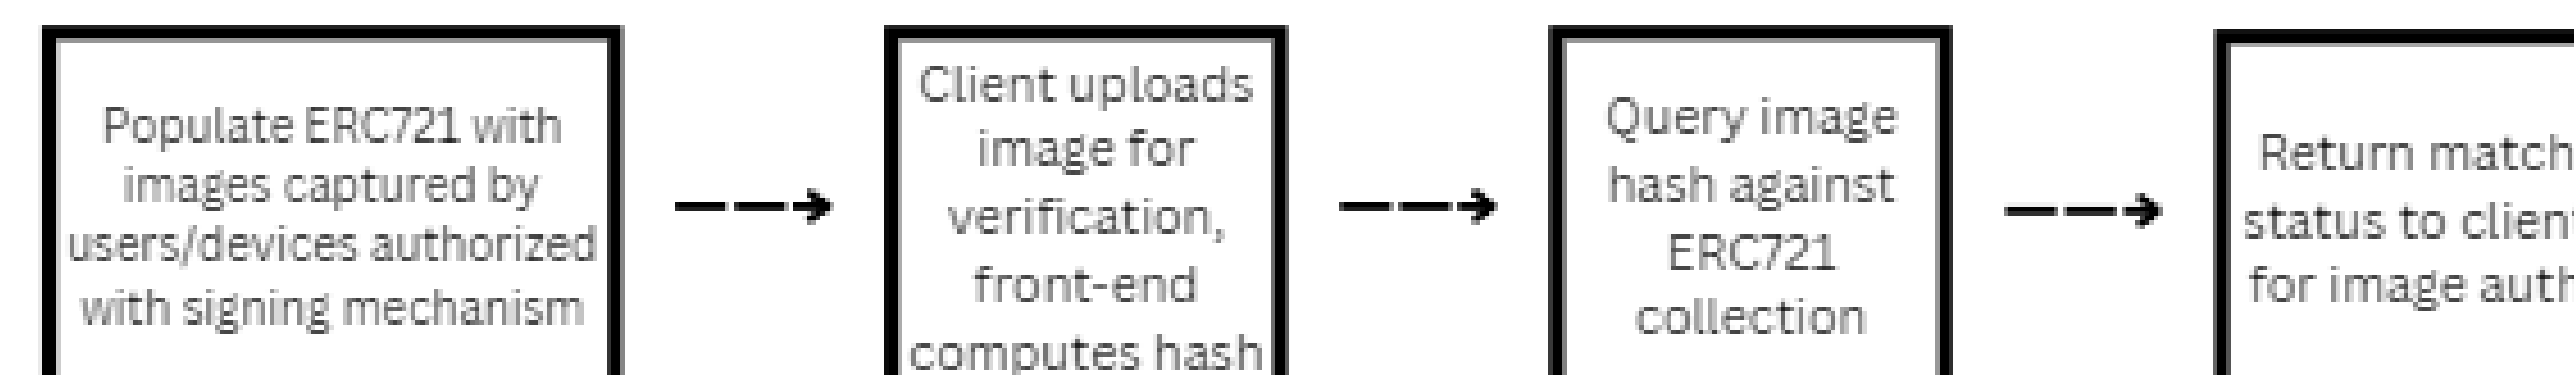 Populate ERC721 with
images captured by
users/devices authorized
with signing mechanism
Client uploads
image for
verification,
front-end
computes hash
Query image
hash against
ERC721
collection
Return match
status to client
for image auth